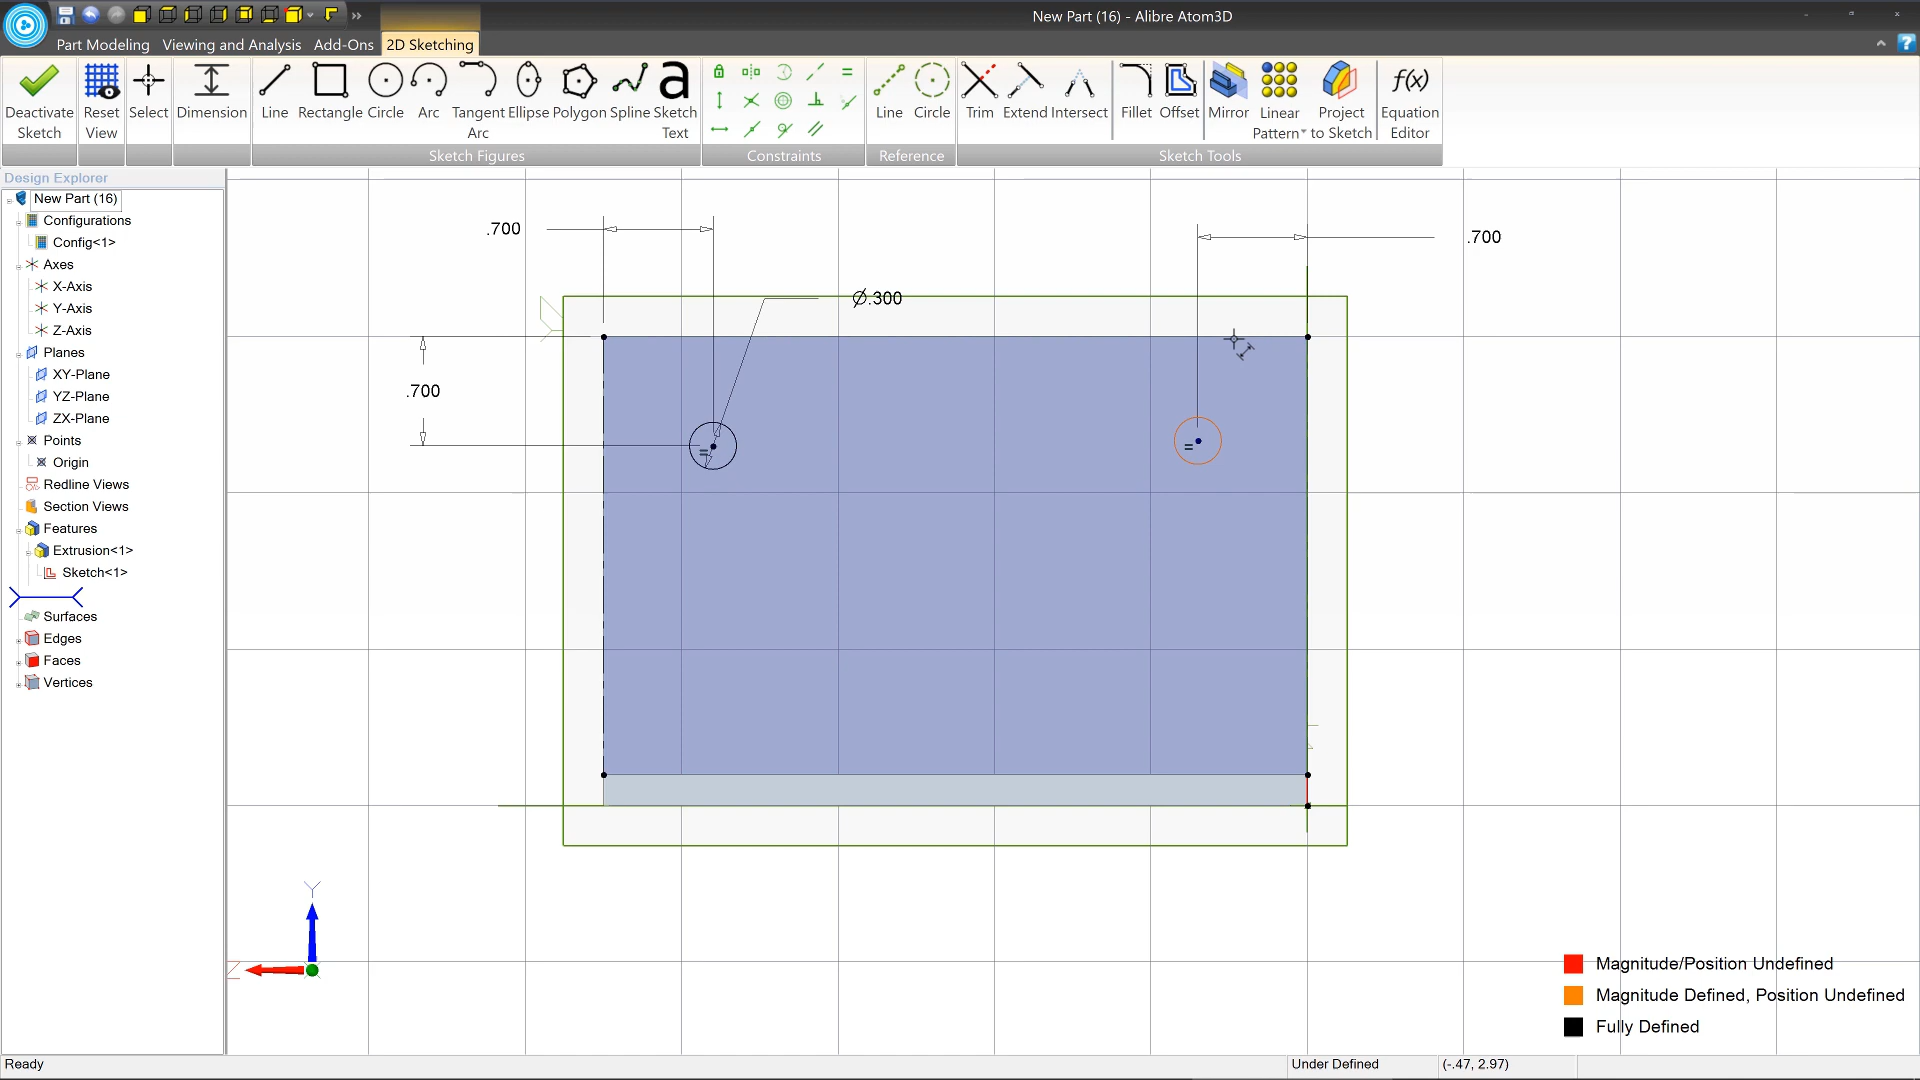 New Part (16) - Alibre Atom3D
Part Modeling
Viewing and Analysis
Add-Ons
2D Sketching
Deactivate Sketch
Reset View
Select
Dimension
Line
Rectangle
Circle
Arc
Tangent Arc
Ellipse
Polygon
Spline
Sketch Text
Line
Circle
Trim
Extend
Intersect
Fillet
Offset
Mirror
Linear Pattern
Project to Sketch
f(x)
Equation Editor
Sketch Figures
Constraints
Reference
Sketch Tools
Design Explorer
New Part (16)
Configurations
Config<1>
Axes
X-Axis
Y-Axis
Z-Axis
Planes
XY-Plane
YZ-Plane
ZX-Plane
Points
Origin
Redline Views
Section Views
Features
Extrusion<1>
Sketch<1>
Surfaces
Edges
Faces
Vertices
.700
.700
Ø.300
.700
=
=
Y
Z
Magnitude/Position Undefined
Magnitude Defined, Position Undefined
Fully Defined
Ready
Under Defined
(-.47, 2.97)